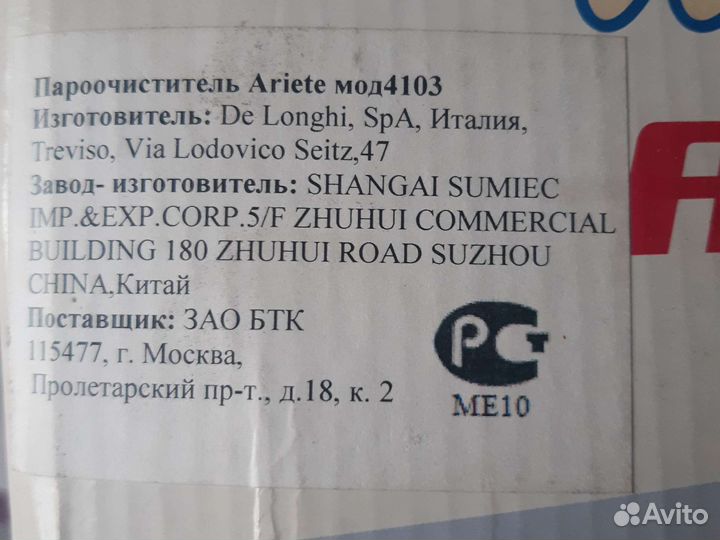 Пароочиститель Ariete мод4103
Изготовитель: De Longhi, SpA, Италия,
Treviso, Via Lodovico Seitz,47
Завод- изготовитель: SHANGAI SUMIEC
IMP.&EXP.CORP.5/F ZHUHUI COMMERCIAL
BUILDING 180 ZHUHUI ROAD SUZHOU
CHINA,Китай
Поставщик: ЗАО БТК
115477, г. Москва,
Пролетарский пр-т., д.18, к. 2
РСТ
МЕ10
Avito